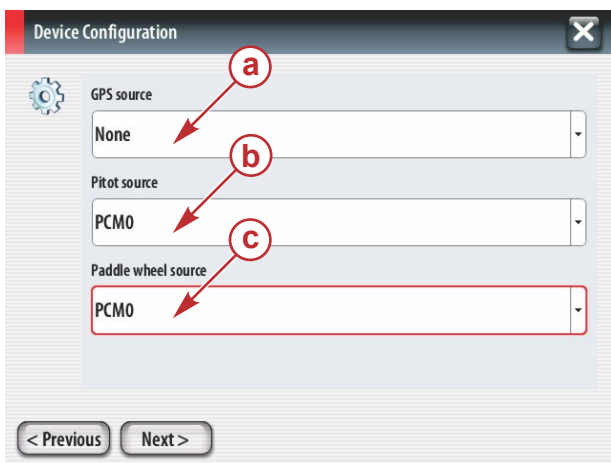 Device Configuration
a
GPS source
None
b
Pitot source
PCM0
c
Paddle wheel source
PCM0
< Previous Next >